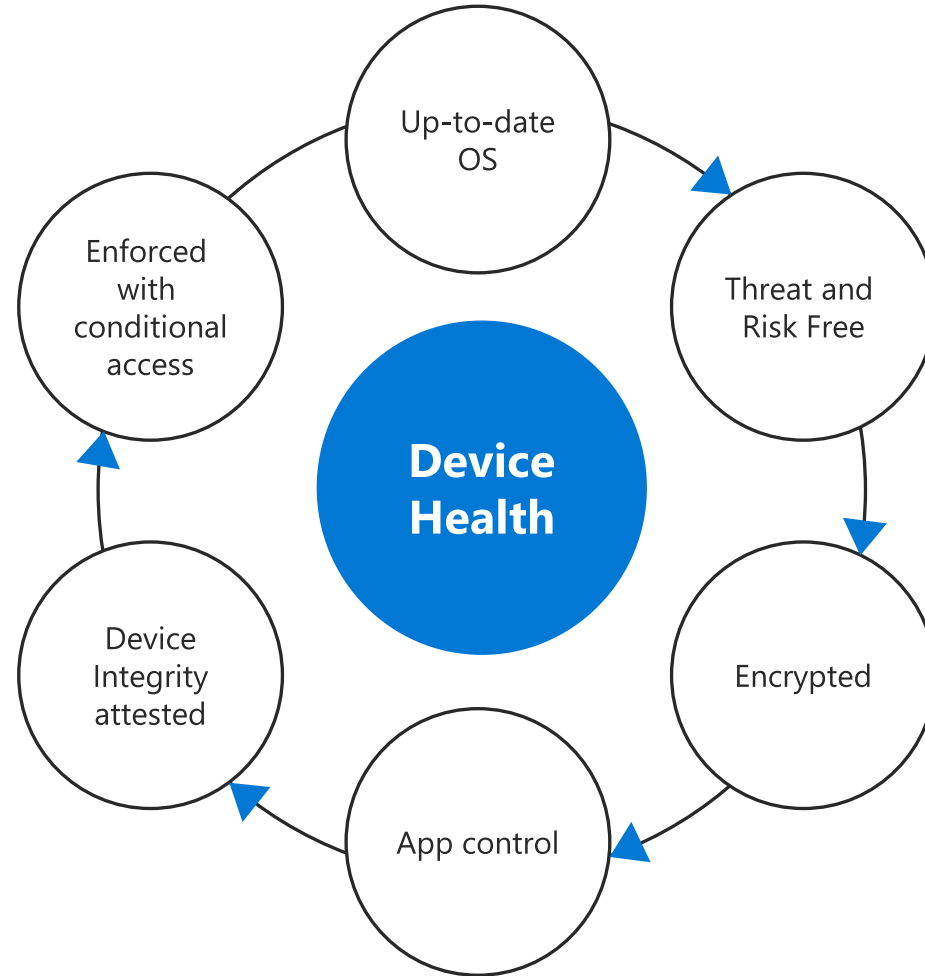 Up-to-date
OS
Threat and
Risk Free
Encrypted
App control
Device
Integrity
attested
Enforced
with
conditional
access
Device
Health